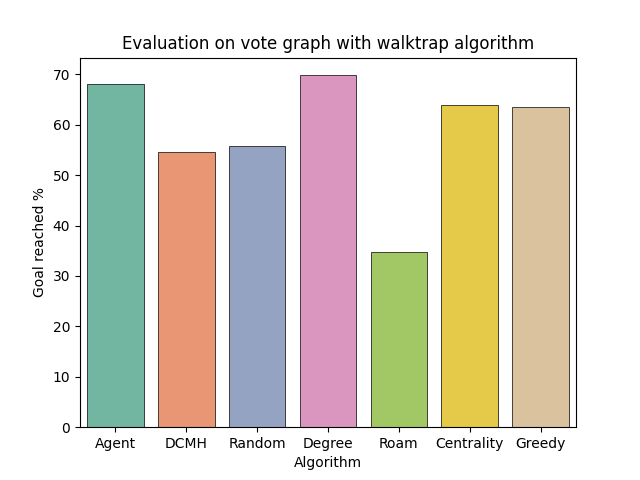 Evaluation on vote graph with walktrap algorithm
70
60
50
40
30
20
10
0
Goal reached %
Agent DCMH Random Degree Roam Centrality Greedy
Algorithm